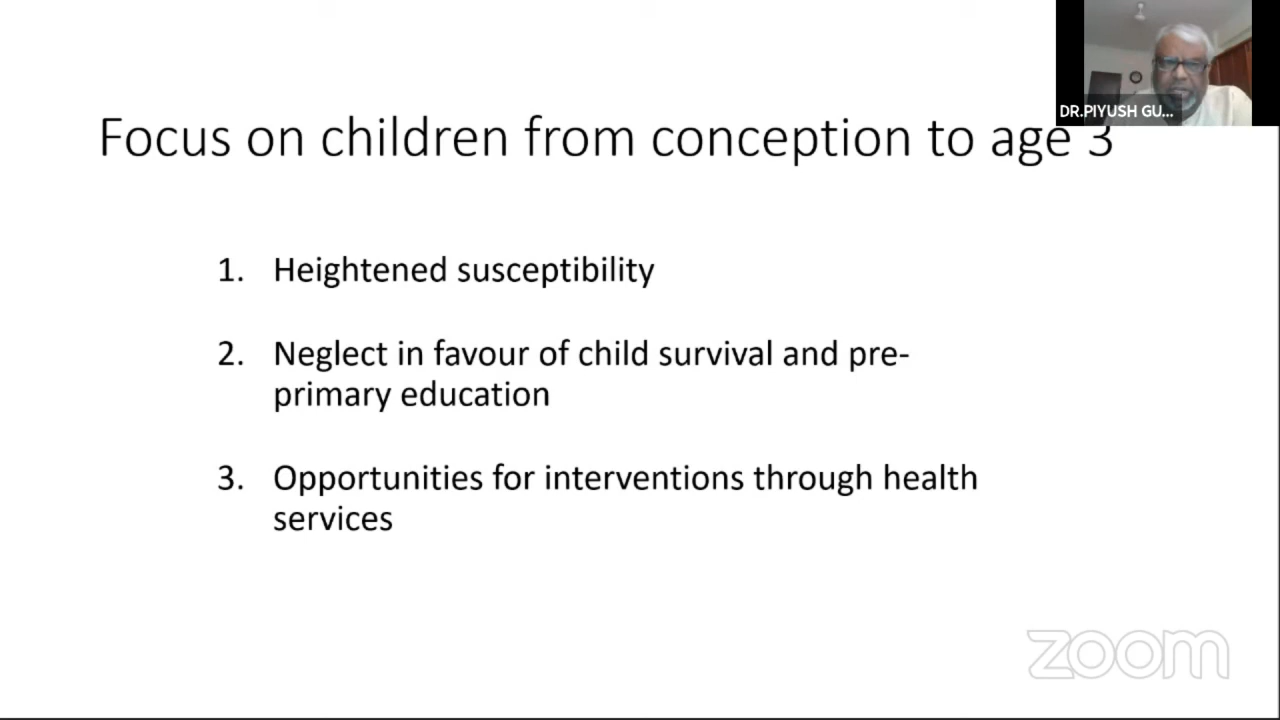 DR.PIYUSH GU...
Focus on children from conception to age 3
1. Heightened susceptibility
2. Neglect in favour of child survival and pre-
primary education
3. Opportunities for interventions through health
services
zoom